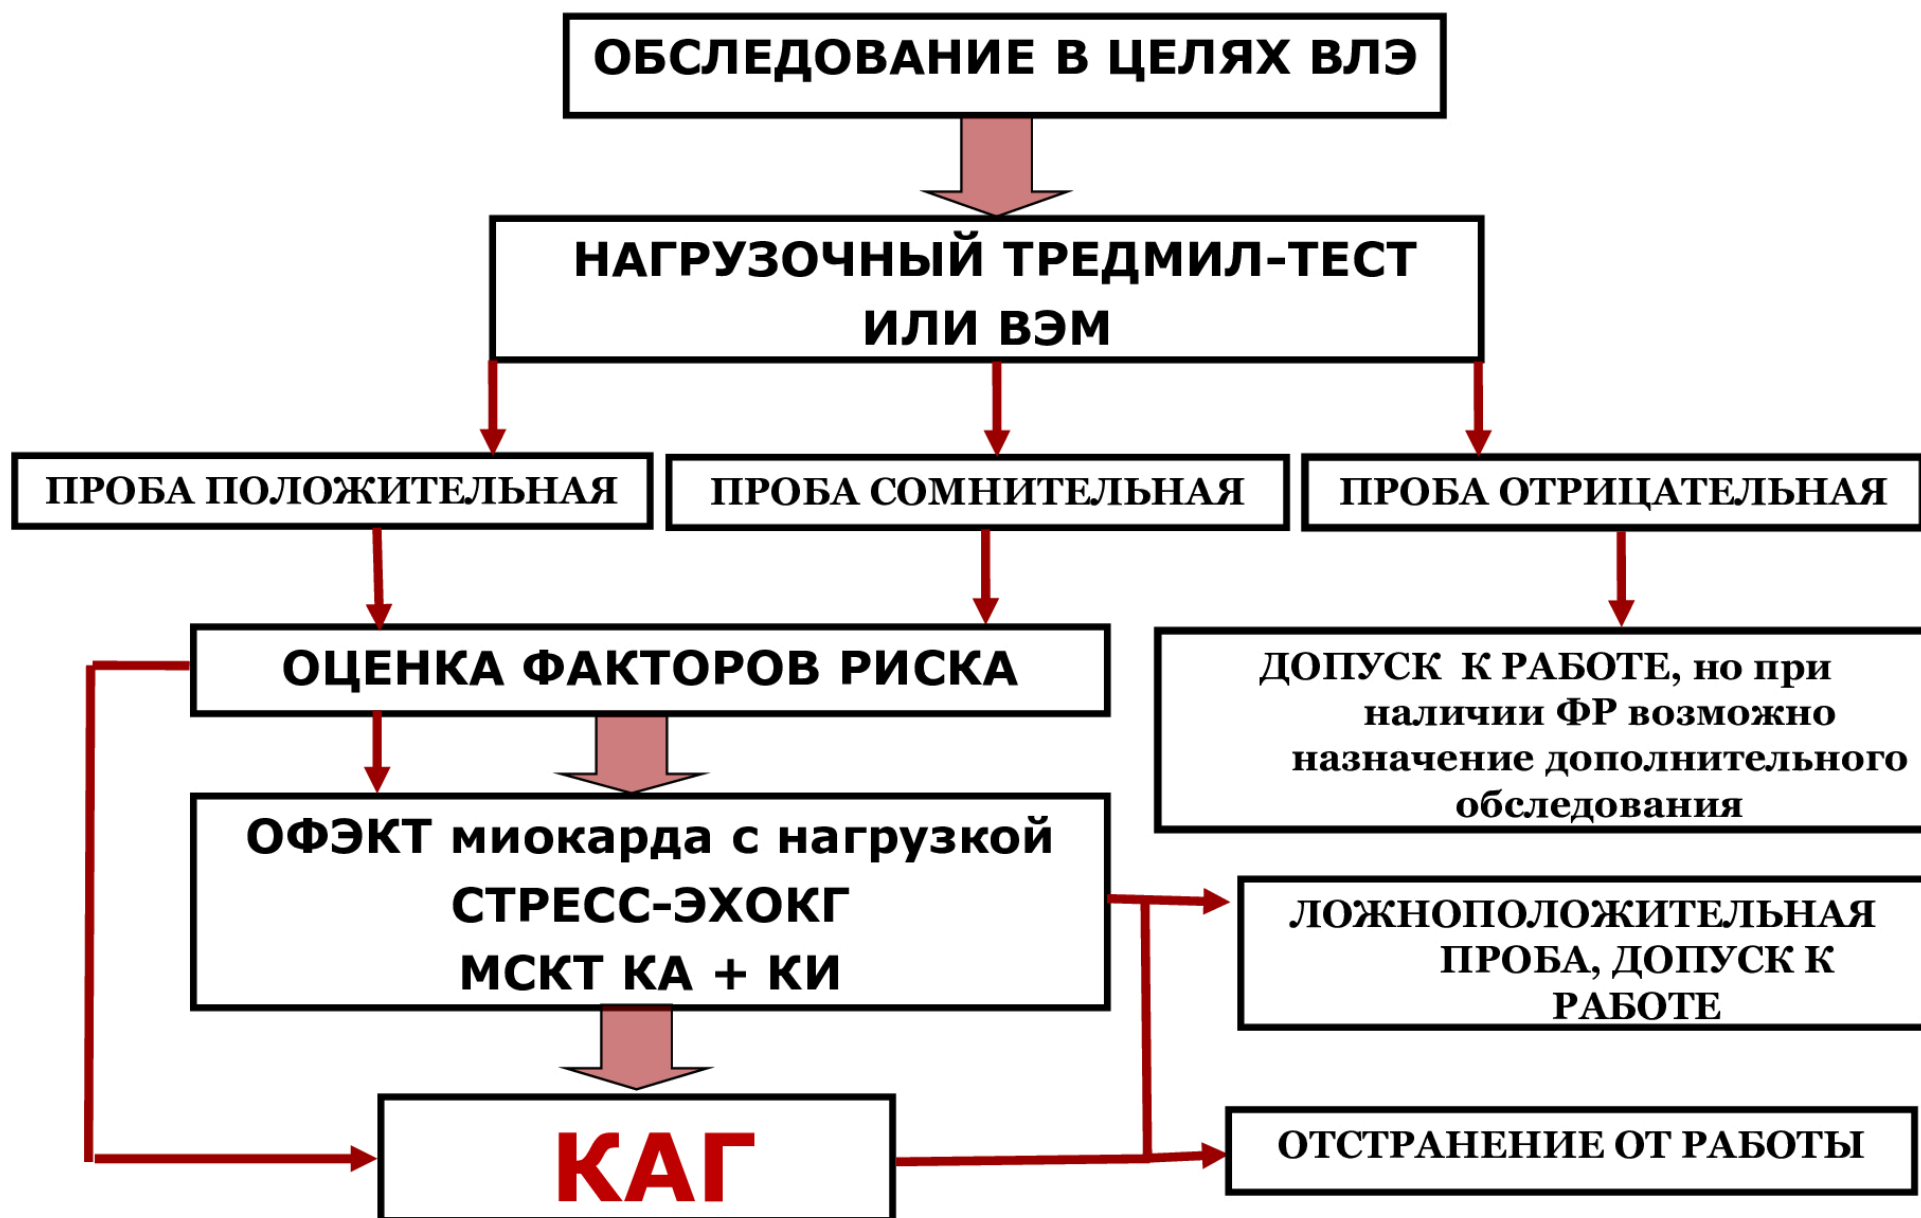 ОБСЛЕДОВАНИЕ В ЦЕЛЯХ ВЛЭ
НАГРУЗОЧНЫЙ ТРЕДМИЛ-ТЕСТ
ИЛИ ВЭМ
ПРОБА ПОЛОЖИТЕЛЬНАЯ
ПРОБА СОМНИТЕЛЬНАЯ
ПРОБА ОТРИЦАТЕЛЬНАЯ
ОЦЕНКА ФАКТОРОВ РИСКА
ДОПУСК К РАБОТЕ, но при
наличии ФР возможно
назначение дополнительного
обследования
ОФЭКТ миокарда с нагрузкой
СТРЕСС-ЭХОКГ
МСКТ КА + КИ
ЛОЖНОПОЛОЖИТЕЛЬНАЯ
ПРОБА, ДОПУСК К
РАБОТЕ
КАГ
ОТСТРАНЕНИЕ ОТ РАБОТЫ